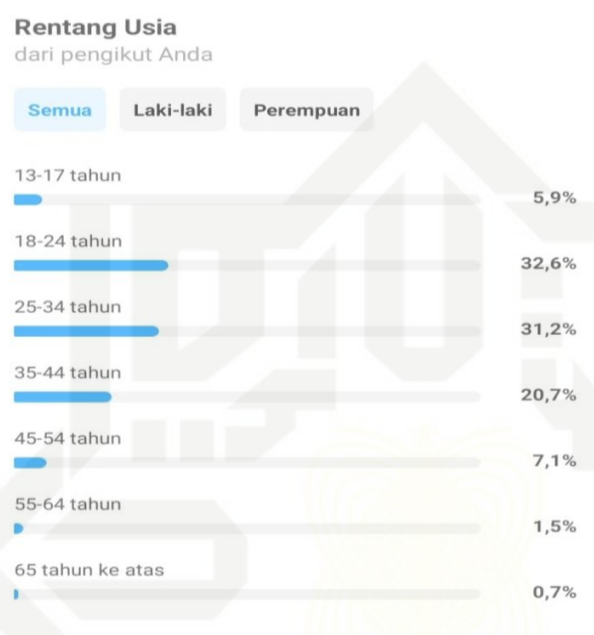 Rentang Usia
dari pengikut Anda
Semua Laki-laki Perempuan
13-17 tahun
5,9%
18-24 tahun
32,6%
25-34 tahun
31,2%
35-44 tahun
20,7%
45-54 tahun
7,1%
55-64 tahun
1,5%
65 tahun ke atas
0,7%